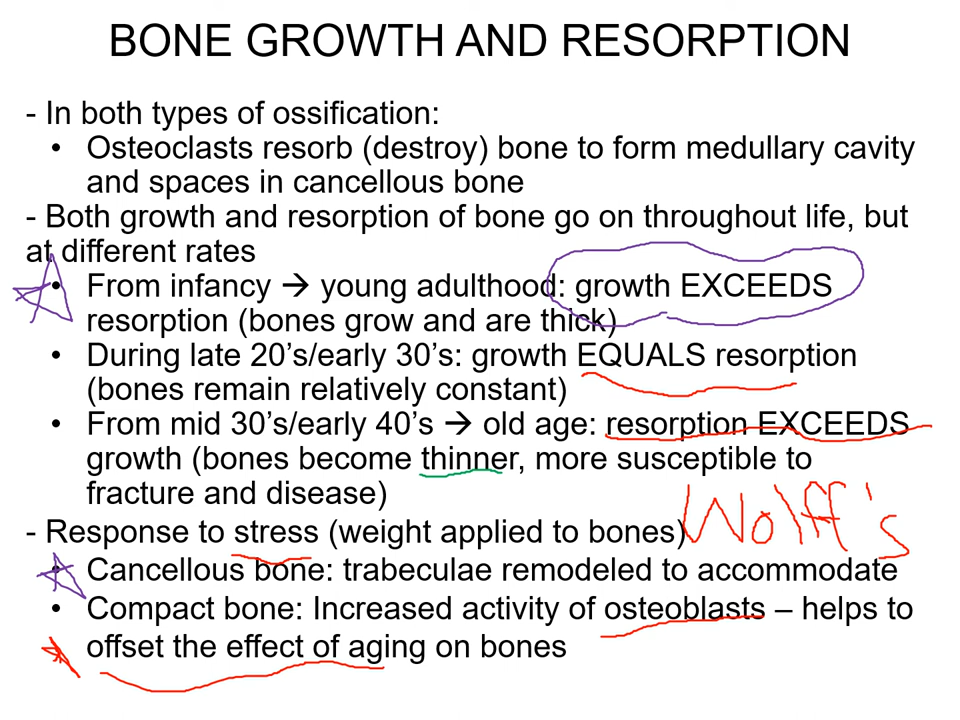 BONE GROWTH AND RESORPTION
- In both types of ossification:
• Osteoclasts resorb (destroy) bone to form medullary cavity
and spaces in cancellous bone
- Both growth and resorption of bone go on throughout life, but
at different rates
• From infancy → young adulthood: growth EXCEEDS
resorption (bones grow and are thick)
• During late 20’s/early 30’s: growth EQUALS resorption
(bones remain relatively constant)
• From mid 30’s/early 40’s → old age: resorption EXCEEDS
growth (bones become thinner, more susceptible to
fracture and disease)
- Response to stress (weight applied to bones)
Wolff's
• Cancellous bone: trabeculae remodeled to accommodate
• Compact bone: Increased activity of osteoblasts – helps to
offset the effect of aging on bones